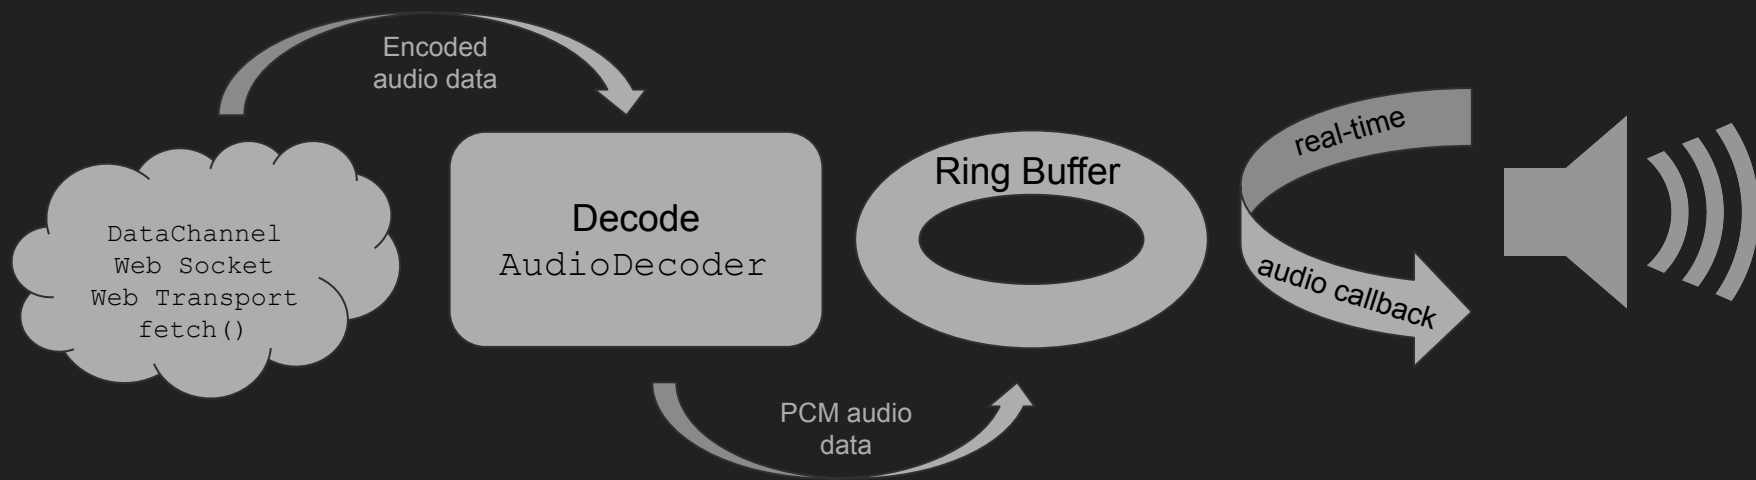 Encoded
audio data
DataChannel
Web Socket
Web Transport
fetch()
Decode
AudioDecoder
PCM audio
data
Ring Buffer
real-time
audio callback